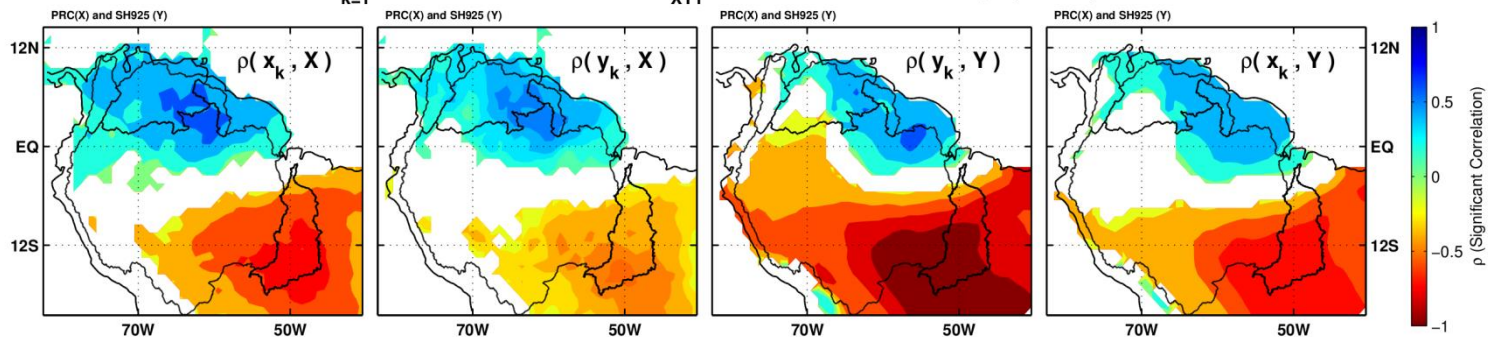 k=1
XY
PRC(X) and SH925 (Y)
PRC(X) and SH925 (Y)
PRC(X) and SH925 (Y)
PRC(X) and SH925 (Y)
12N
EQ
12S
ρ( x_k , X )
ρ( y_k , X )
ρ( y_k , Y )
ρ( x_k , Y )
12N
EQ
12S
70W
50W
70W
50W
70W
50W
70W
50W
1
0.5
0
−0.5
−1
ρ (Significant Correlation)